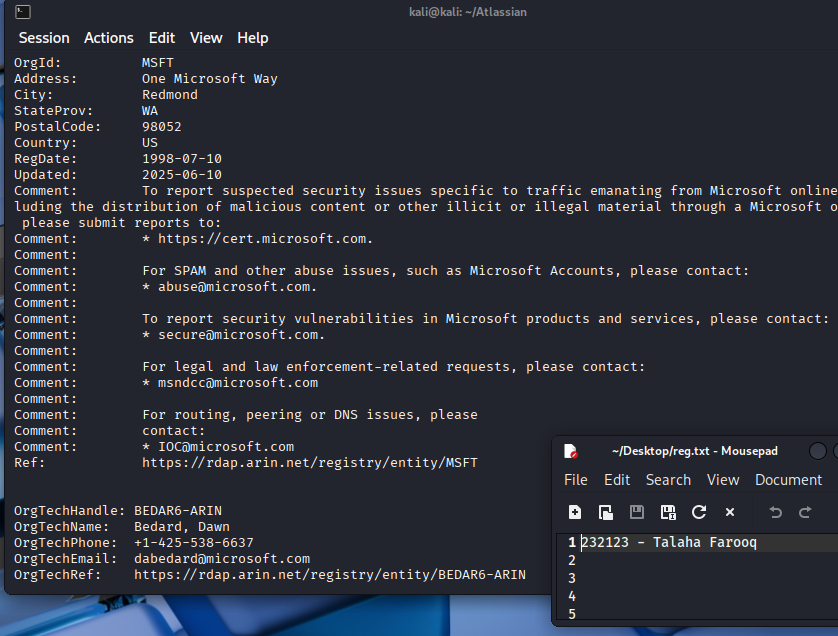 kali@kali: ~/Atlassian
Session Actions Edit View Help
OrgId: MSFT
Address: One Microsoft Way
City: Redmond
StateProv: WA
PostalCode: 98052
Country: US
RegDate: 1998-07-10
Updated: 2025-06-10
Comment: To report suspected security issues specific to traffic emanating from Microsoft online
luding the distribution of malicious content or other illicit or illegal material through a Microsoft o
please submit reports to:
Comment: * https://cert.microsoft.com.
Comment:
Comment: For SPAM and other abuse issues, such as Microsoft Accounts, please contact:
Comment: * abuse@microsoft.com.
Comment:
Comment: To report security vulnerabilities in Microsoft products and services, please contact:
Comment: * secure@microsoft.com.
Comment:
Comment: For legal and law enforcement-related requests, please contact:
Comment: * msndcc@microsoft.com
Comment:
Comment: For routing, peering or DNS issues, please
Comment: contact:
Comment: * IOC@microsoft.com
Ref: https://rdap.arin.net/registry/entity/MSFT
OrgTechHandle: BEDAR6-ARIN
OrgTechName: Bedard, Dawn
OrgTechPhone: +1-425-538-6637
OrgTechEmail: dabedard@microsoft.com
OrgTechRef: https://rdap.arin.net/registry/entity/BEDAR6-ARIN
~/Desktop/reg.txt - Mousepad
File Edit Search View Document
1 232123 - Talaha Farooq
2
3
4
5